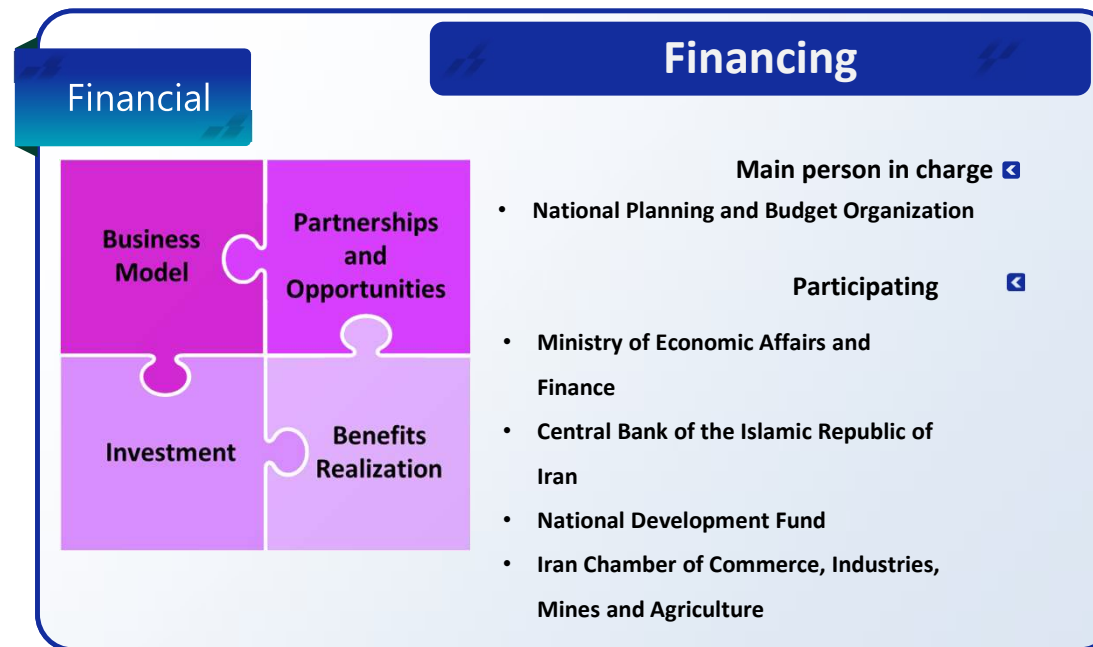 Financing
Financial
Business
Model
Partnerships
and
Opportunities
Investment
Benefits
Realization
Main person in charge
• National Planning and Budget Organization
Participating
• Ministry of Economic Affairs and
Finance
• Central Bank of the Islamic Republic of
Iran
• National Development Fund
• Iran Chamber of Commerce, Industries,
Mines and Agriculture